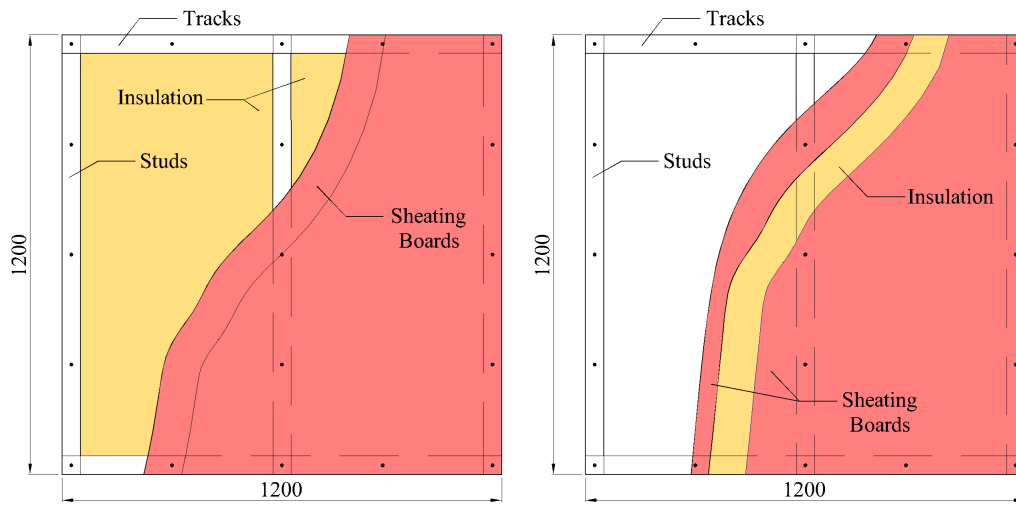 Tracks
Insulation
Studs
Sheating
Boards
1200
1200
Tracks
Studs
Insulation
Sheating
Boards
1200
1200